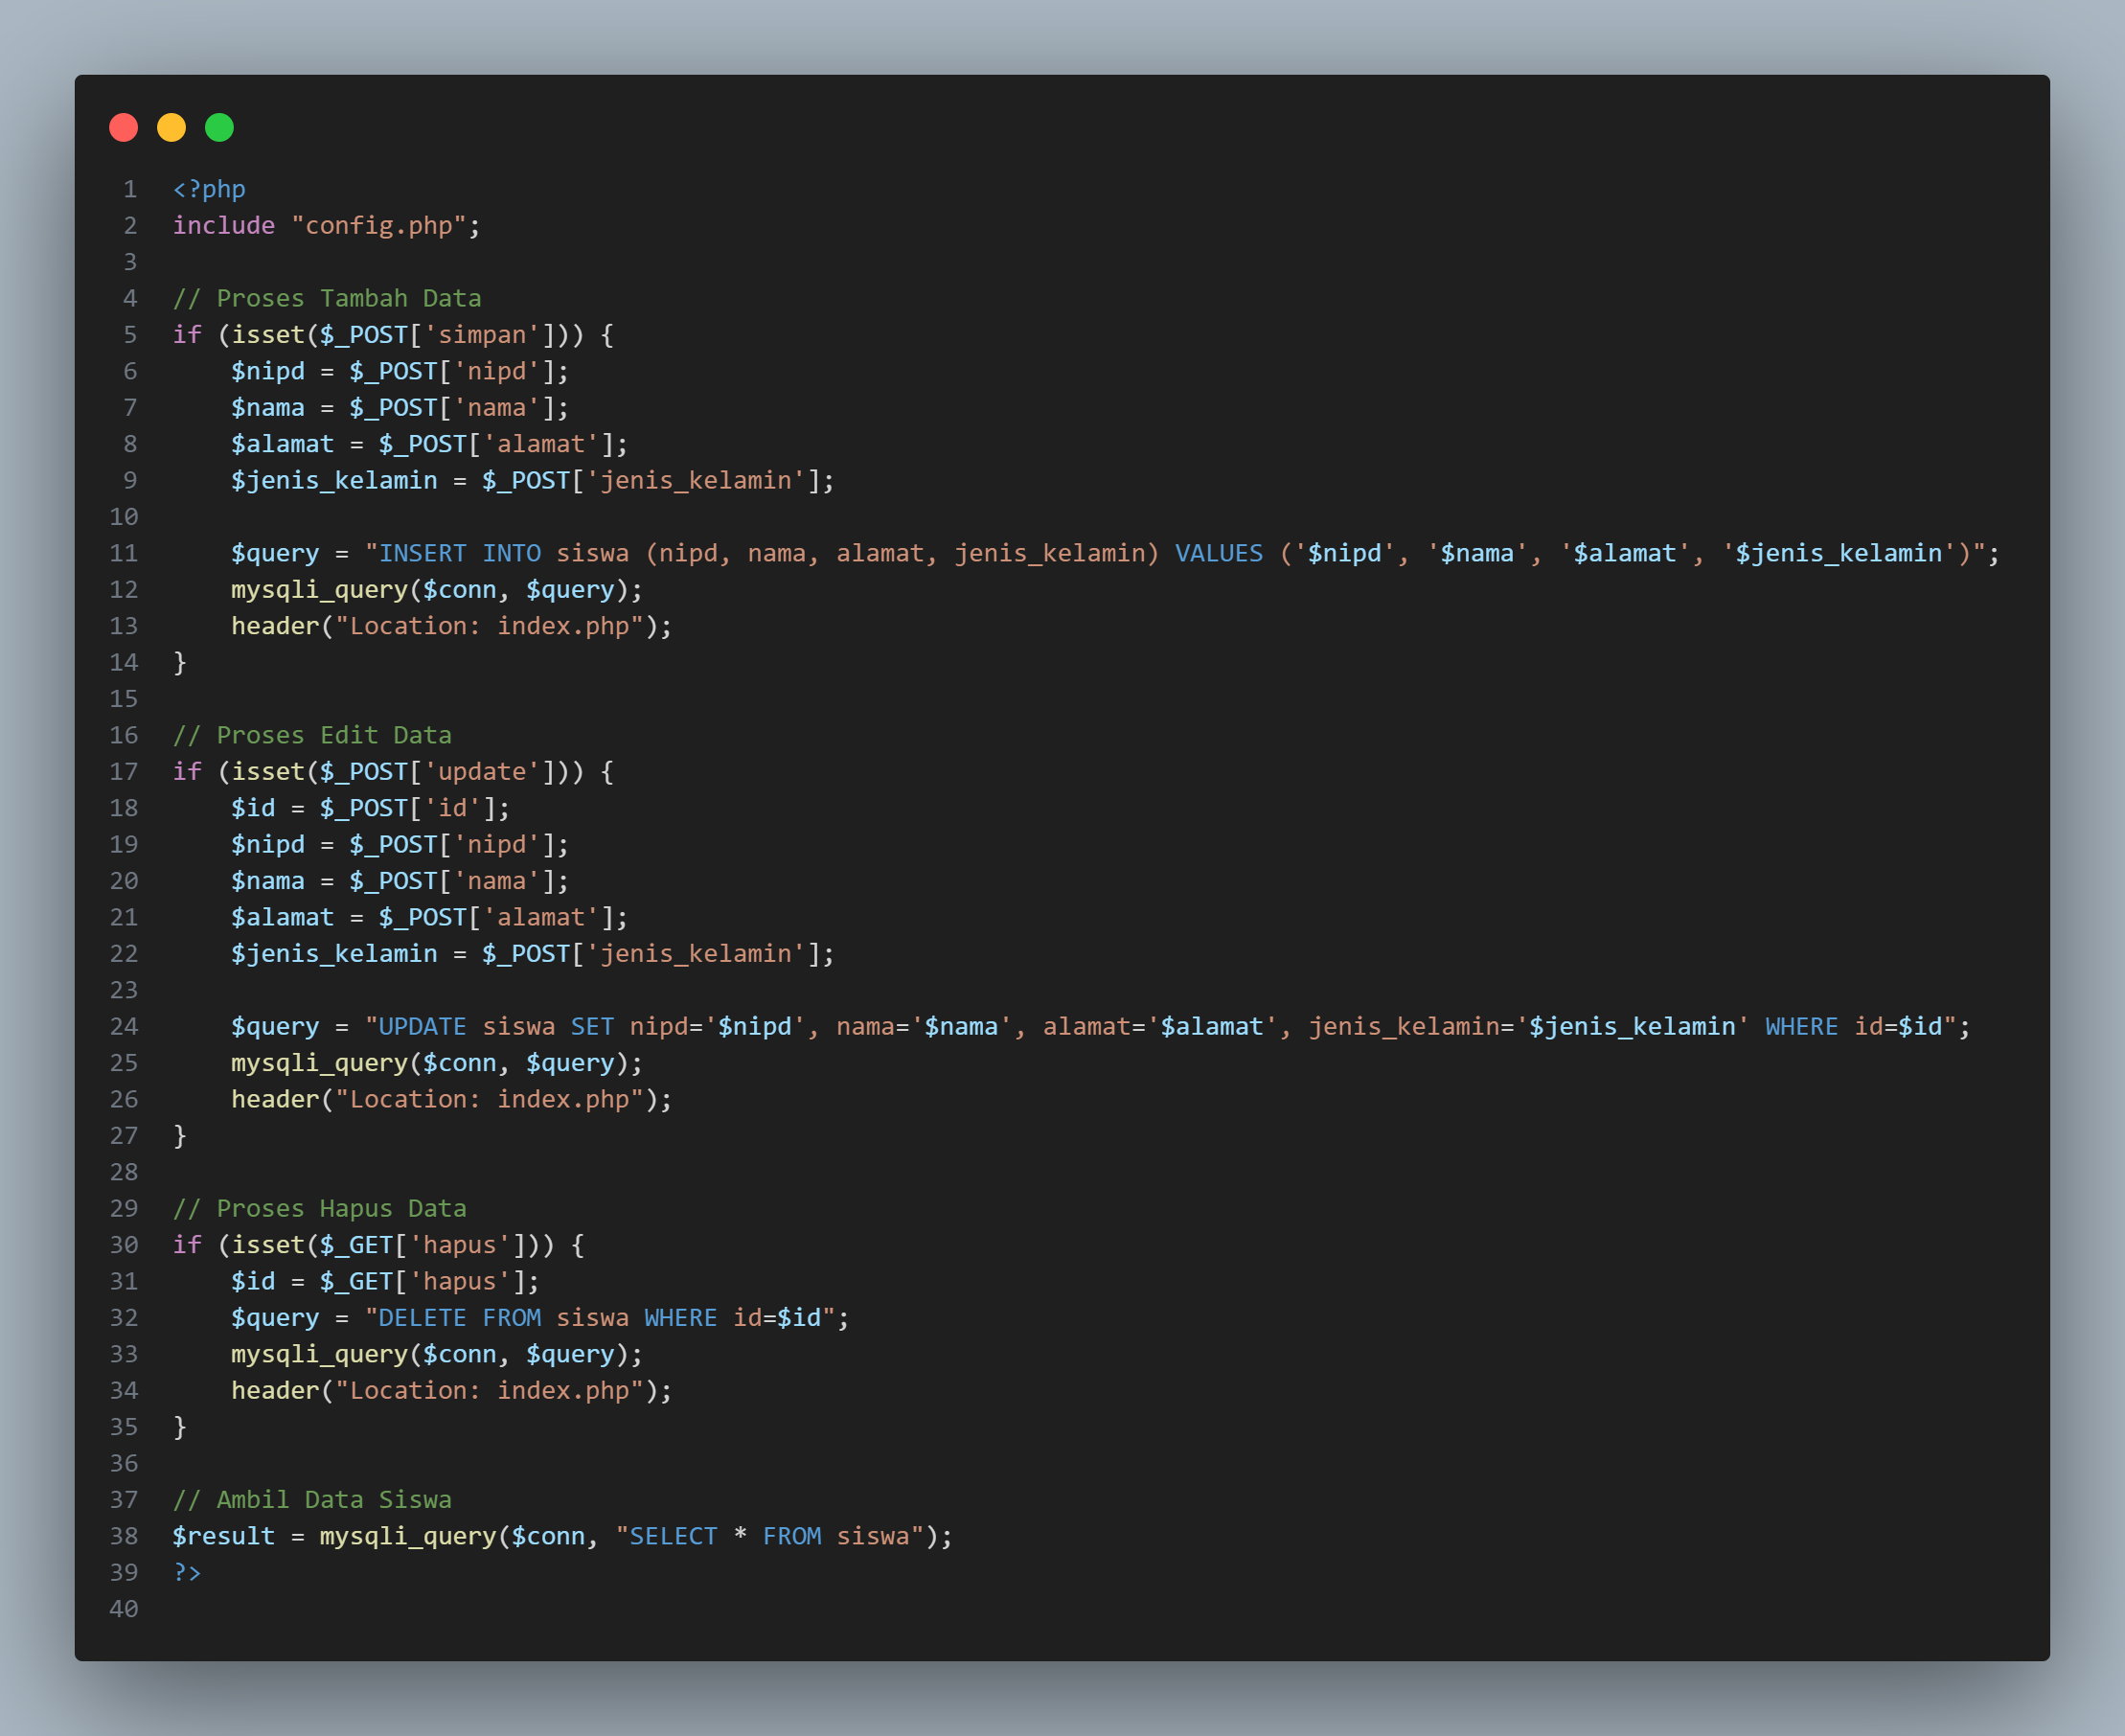 1 <?php
2 include "config.php";
3
4 // Proses Tambah Data
5 if (isset($_POST['simpan'])) {
6     $nipd = $_POST['nipd'];
7     $nama = $_POST['nama'];
8     $alamat = $_POST['alamat'];
9     $jenis_kelamin = $_POST['jenis_kelamin'];
10
11     $query = "INSERT INTO siswa (nipd, nama, alamat, jenis_kelamin) VALUES ('$nipd', '$nama', '$alamat', '$jenis_kelamin')";
12     mysqli_query($conn, $query);
13     header("Location: index.php");
14 }
15
16 // Proses Edit Data
17 if (isset($_POST['update'])) {
18     $id = $_POST['id'];
19     $nipd = $_POST['nipd'];
20     $nama = $_POST['nama'];
21     $alamat = $_POST['alamat'];
22     $jenis_kelamin = $_POST['jenis_kelamin'];
23
24     $query = "UPDATE siswa SET nipd='$nipd', nama='$nama', alamat='$alamat', jenis_kelamin='$jenis_kelamin' WHERE id=$id";
25     mysqli_query($conn, $query);
26     header("Location: index.php");
27 }
28
29 // Proses Hapus Data
30 if (isset($_GET['hapus'])) {
31     $id = $_GET['hapus'];
32     $query = "DELETE FROM siswa WHERE id=$id";
33     mysqli_query($conn, $query);
34     header("Location: index.php");
35 }
36
37 // Ambil Data Siswa
38 $result = mysqli_query($conn, "SELECT * FROM siswa");
39 ?>
40